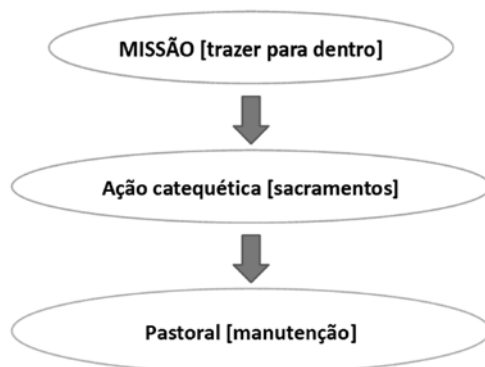 MISSÃO [trazer para dentro]
Ação catequética [sacramentos]
Pastoral [manutenção]